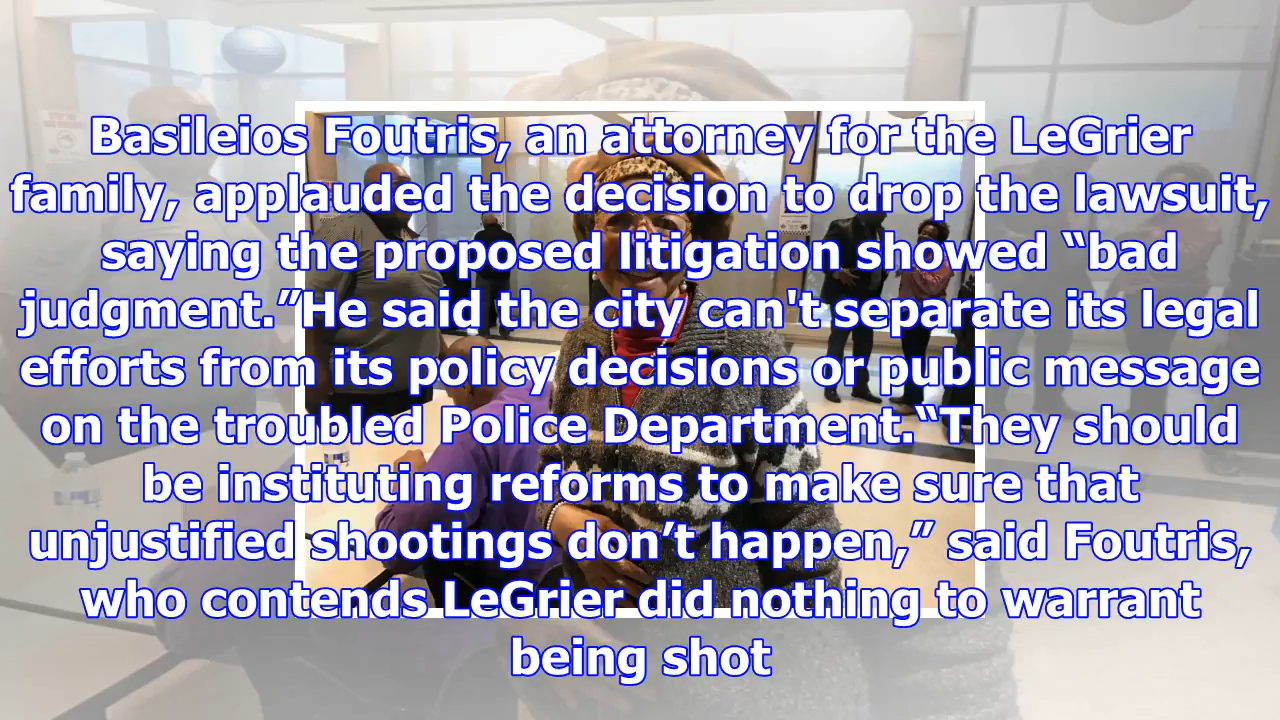 Basileios Foutris, an attorney for the LeGrier
family, applauded the decision to drop the lawsuit,
saying the proposed litigation showed “bad
judgment.”He said the city can't separate its legal
efforts from its policy decisions or public message
on the troubled Police Department.“They should
be instituting reforms to make sure that
unjustified shootings don’t happen,” said Foutris,
who contends LeGrier did nothing to warrant
being shot